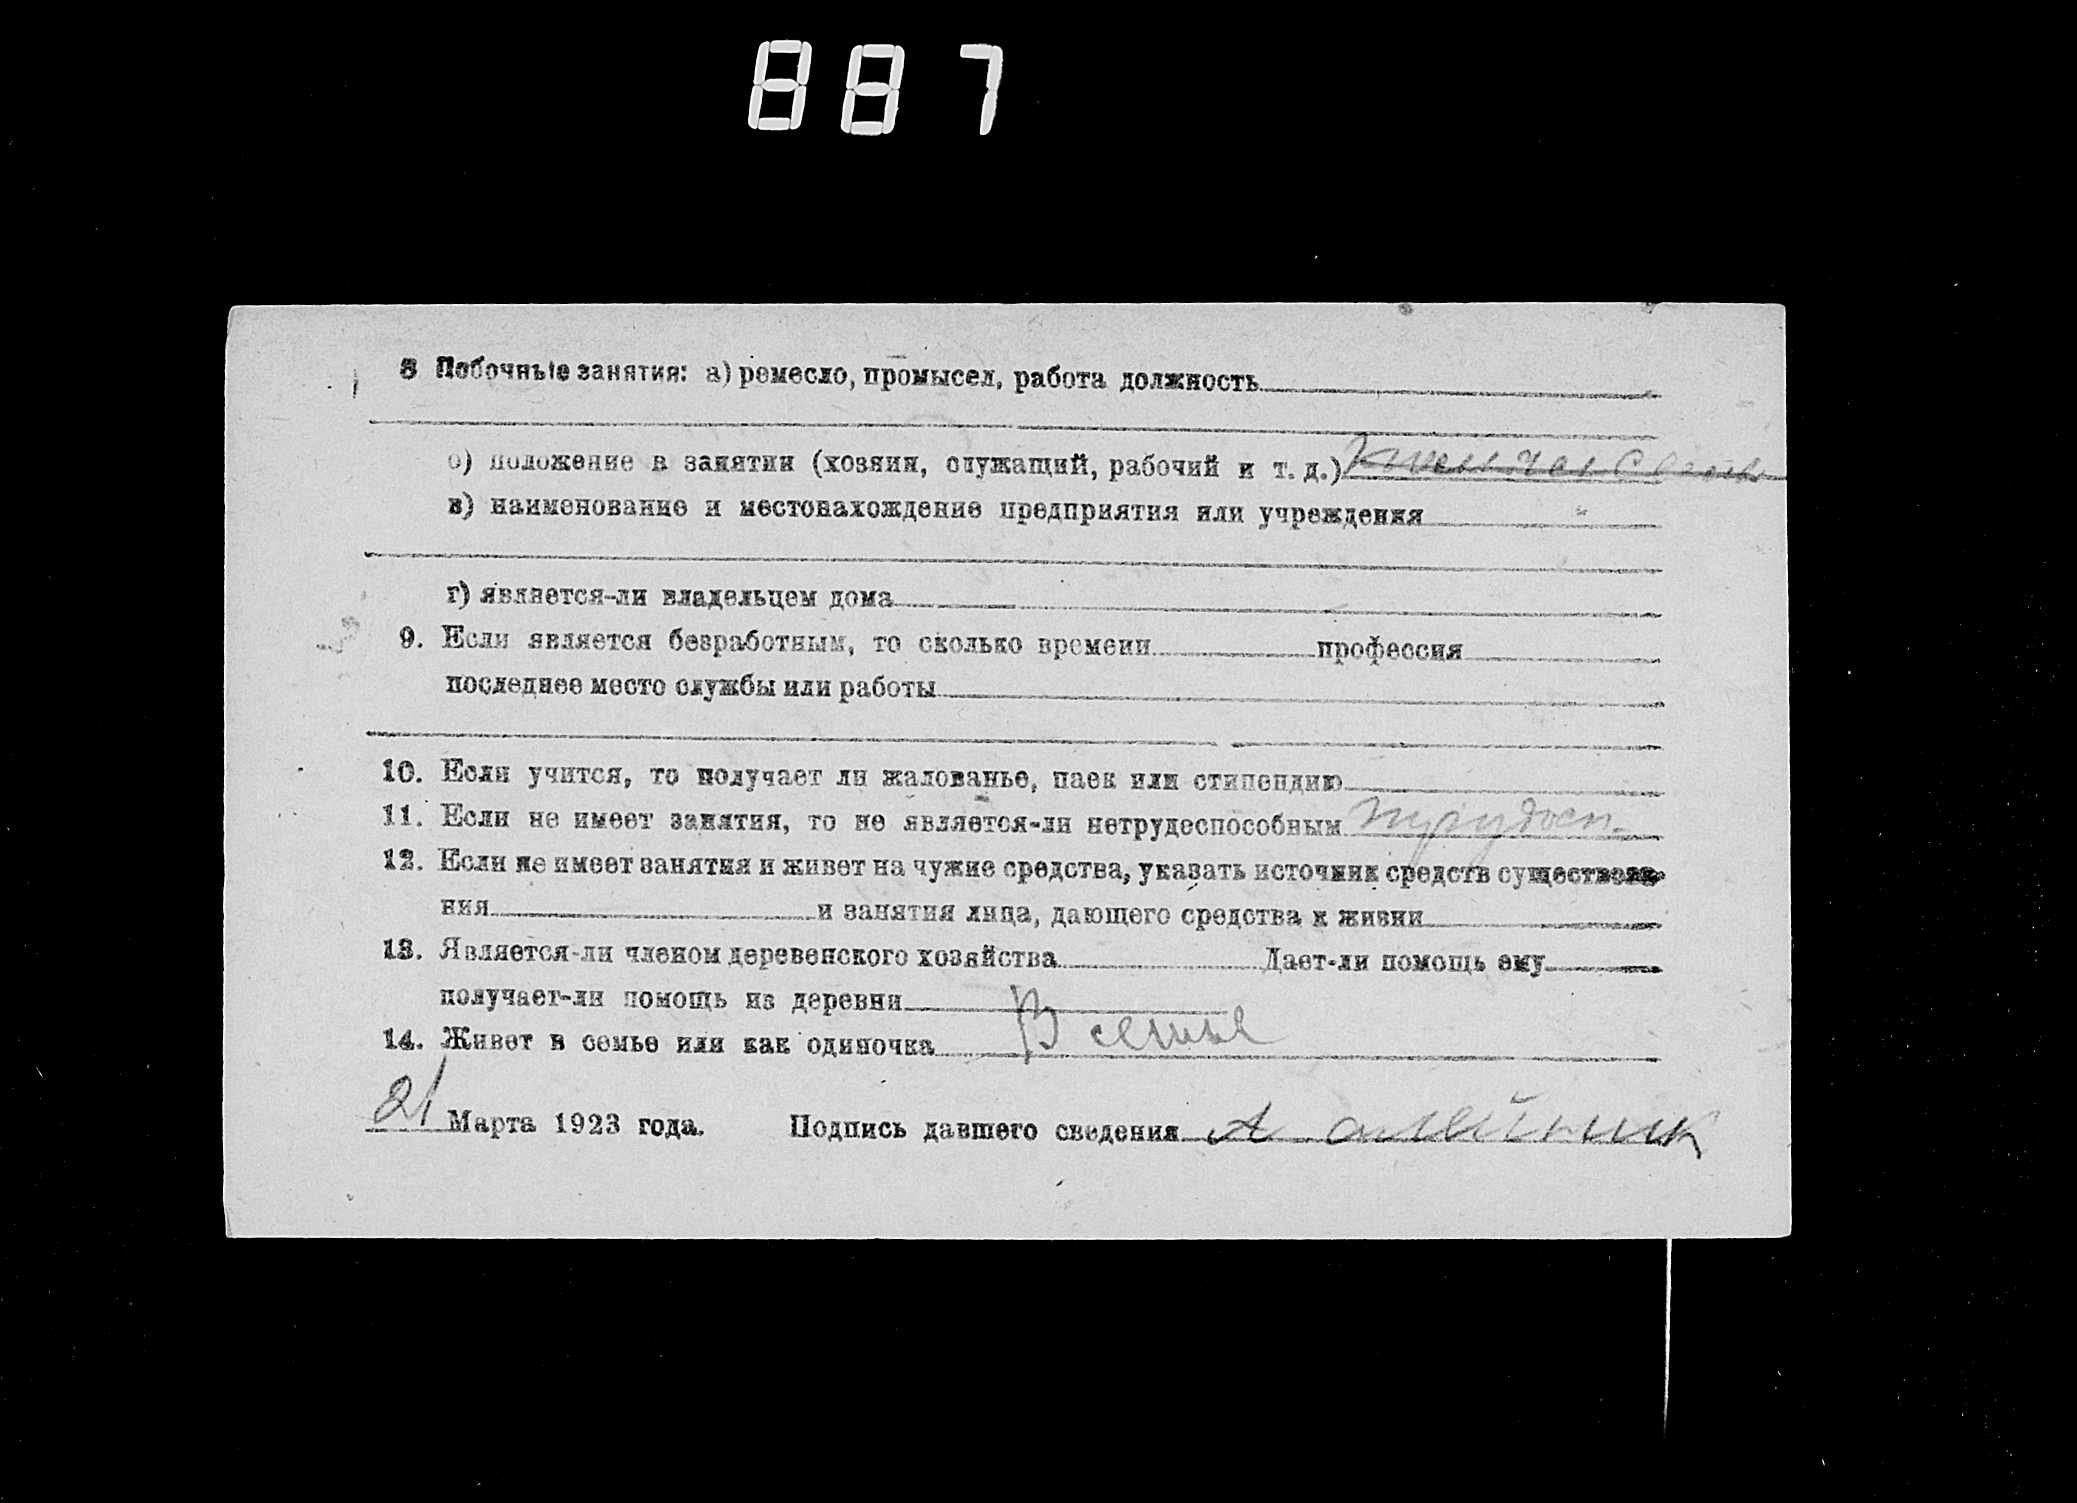 887
8 Побочные занятия: а) ремесло, промысел, работа должность
б) положение в занятии (хозяин, служащий, рабочий и т. д.)
в) наименование и местонахождение предприятия или учреждения
г) является-ли владельцем дома
9. Если является безработным, то сколько времени профессия
последнее место службы или работы
10. Если учится, то получает ли жалованье, паек или стипендию
11. Если не имеет занятия, то не является-ли нетрудоспособным трудосп.
12. Если не имеет занятия и живет на чужие средства, указать источник средств существова-
ния и занятия лица, дающего средства к жизни
13. Является-ли членом деревенского хозяйства Дает-ли помощь ему
получает-ли помощь из деревни
14. Живет в семье или как одиночка В семье
21 Марта 1923 года. Подпись давшего сведения А олейник